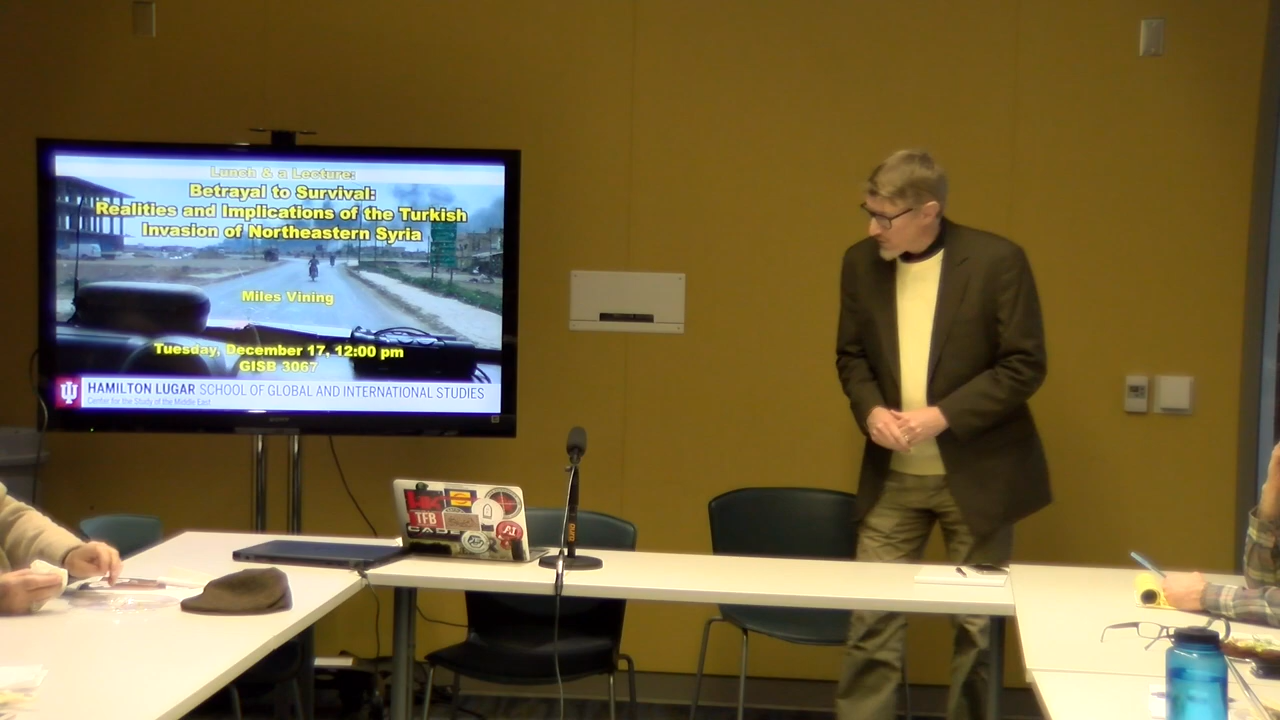 Lunch & a Lecture:
Betrayal to Survival:
Realities and Implications of the Turkish
Invasion of Northeastern Syria
Miles Vining
Tuesday, December 17, 12:00 pm
GISB 3067
HAMILTON LUGAR SCHOOL OF GLOBAL AND INTERNATIONAL STUDIES
Center for the Study of the Middle East
TFB